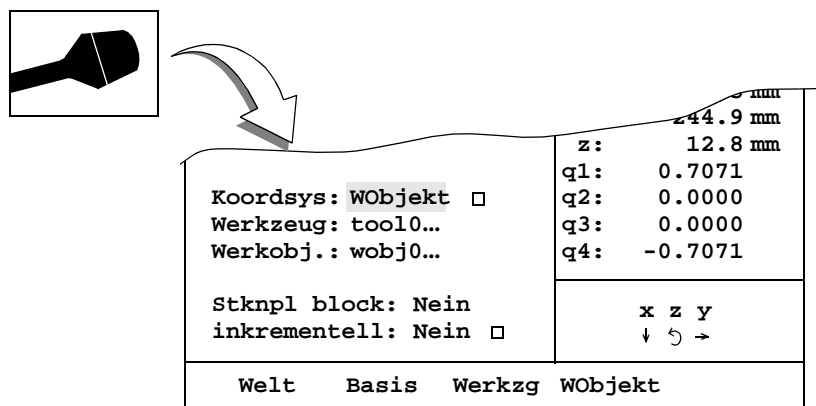 244.9 mm
z: 12.8 mm
q1: 0.7071
Koordsys: WObjekt q2: 0.0000
Werkzeug: tool0… q3: 0.0000
Werkobj.: wobj0… q4: -0.7071
Stknpl block: Nein
x z y
inkrementell: Nein
Welt Basis Werkzg WObjekt